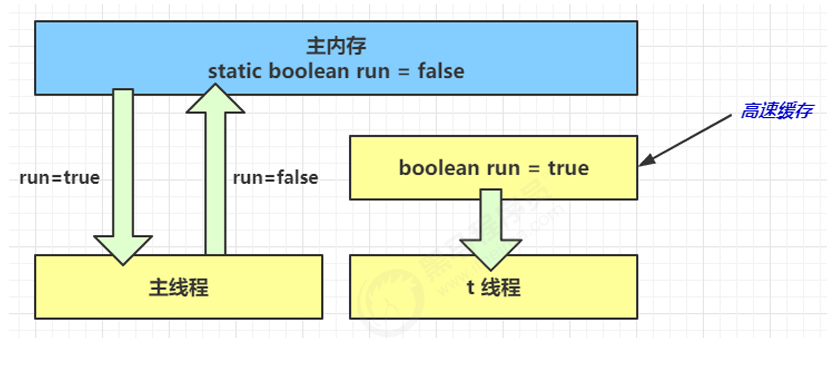 主内存
static boolean run = false
高速缓存
run=true
run=false
boolean run = true
主线程
t 线程